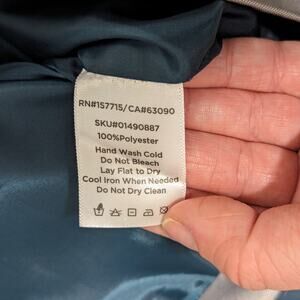 RN#157715/CA#63090
SKU#01490887
100%Polyester
Hand Wash Cold
Do Not Bleach
Lay Flat to Dry
Cool Iron When Needed
Do Not Dry Clean